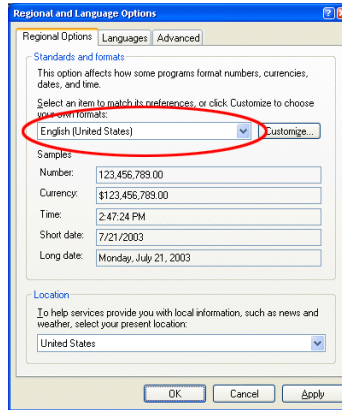 Regional and Language Options
Regional Options Languages Advanced
Standards and formats
This option affects how some programs format numbers, currencies,
dates, and time.
Select an item to match its preferences, or click Customize to choose
your own formats:
English (United States) Customize...
Samples
Number: 123,456,789.00
Currency: $123,456,789.00
Time: 2:47:24 PM
Short date: 7/21/2003
Long date: Monday, July 21, 2003
Location
To help services provide you with local information, such as news and
weather, select your present location:
United States
OK Cancel Apply